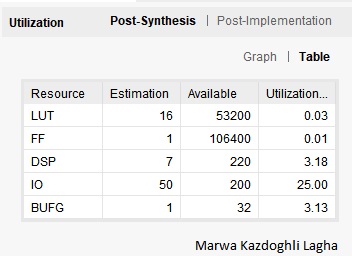 Utilization Post-Synthesis | Post-Implementation
Graph | Table
Resource Estimation Available Utilization...
LUT 16 53200 0.03
FF 1 106400 0.01
DSP 7 220 3.18
IO 50 200 25.00
BUFG 1 32 3.13
Marwa Kazdoghli Lagha